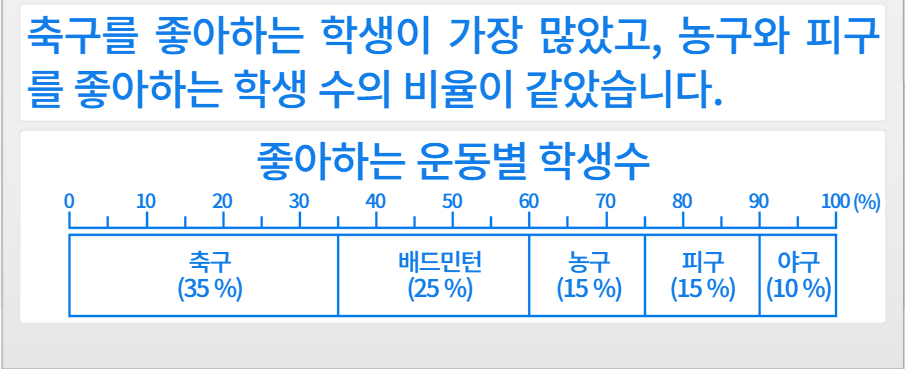 축구를 좋아하는 학생이 가장 많았고, 농구와 피구
를 좋아하는 학생 수의 비율이 같았습니다.
좋아하는 운동별 학생수
0 10 20 30 40 50 60 70 80 90 100 (%)
축구 배드민턴 농구 피구 야구
(35 %) (25 %) (15 %) (15 %) (10 %)